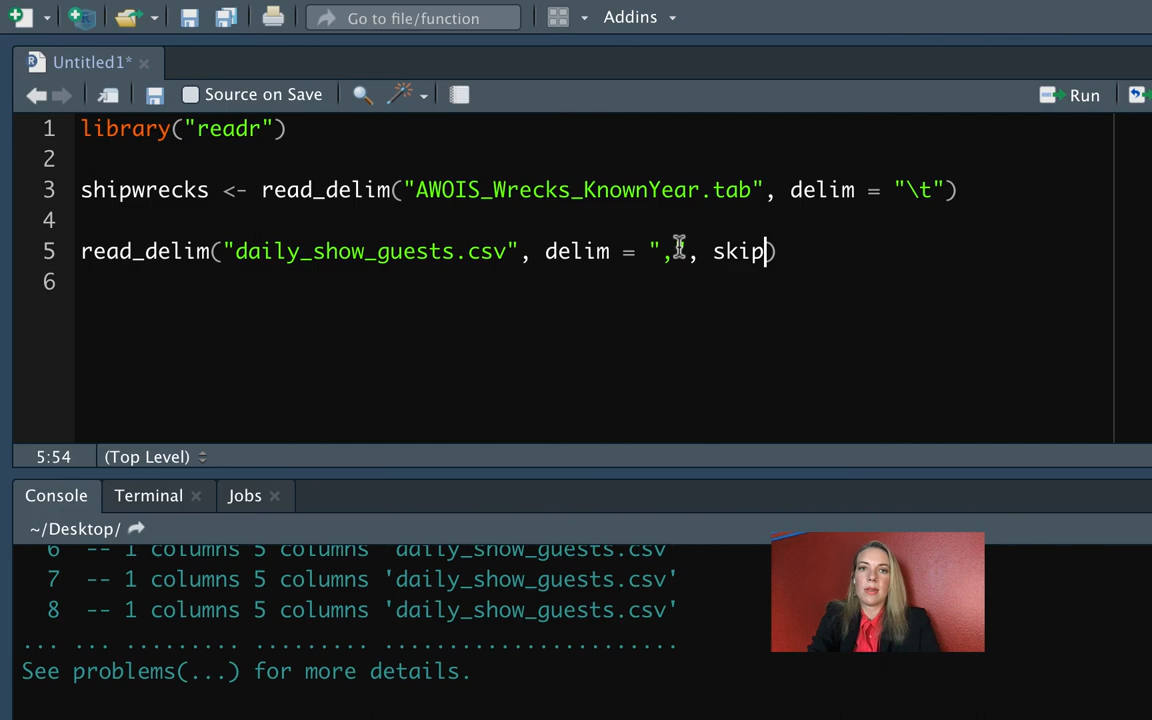 Go to file/function
Addins
Untitled1*
Source on Save
Run
1 library("readr")
2
3 shipwrecks <- read_delim("AWOIS_Wrecks_KnownYear.tab", delim = "\t")
4
5 read_delim("daily_show_guests.csv", delim = ",", skip)
6
5:54 (Top Level)
Console Terminal Jobs
~/Desktop/
6 -- 1 columns 5 columns 'daily_show_guests.csv'
7 -- 1 columns 5 columns 'daily_show_guests.csv'
8 -- 1 columns 5 columns 'daily_show_guests.csv'
... ... ......... ......... .......................
See problems(...) for more details.